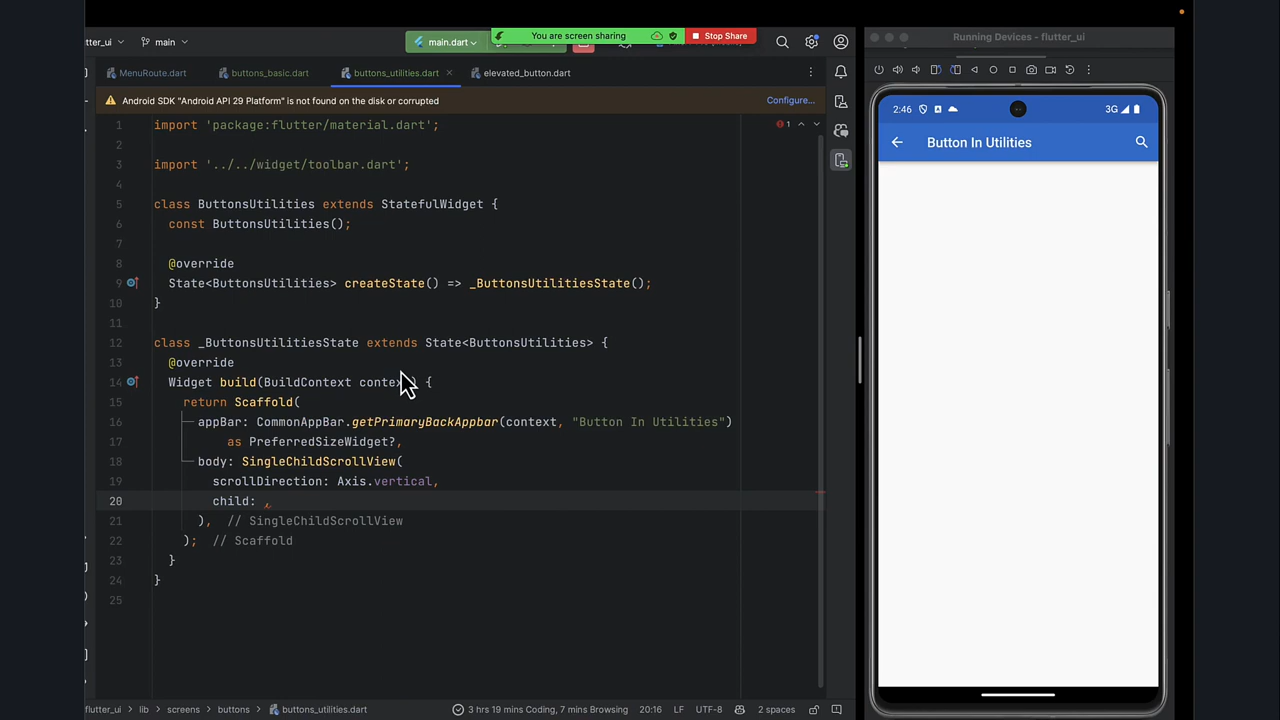 tter_ui
main
main.dart
You are screen sharing
Stop Share
MenuRoute.dart
buttons_basic.dart
buttons_utilities.dart
elevated_button.dart
Android SDK "Android API 29 Platform" is not found on the disk or corrupted
Configure...
1 import 'package:flutter/material.dart';
1
2
3 import '../../widget/toolbar.dart';
4
5 class ButtonsUtilities extends StatefulWidget {
6 const ButtonsUtilities();
7
8 @override
9 State<ButtonsUtilities> createState() => _ButtonsUtilitiesState();
10 }
11
12 class _ButtonsUtilitiesState extends State<ButtonsUtilities> {
13 @override
14 Widget build(BuildContext context) {
15 return Scaffold(
16 appBar: CommonAppBar.getPrimaryBackAppbar(context, "Button In Utilities")
17 as PreferredSizeWidget?,
18 body: SingleChildScrollView(
19 scrollDirection: Axis.vertical,
20 child: ,
21 ), // SingleChildScrollView
22 ); // Scaffold
23 }
24 }
25
flutter_ui
lib
screens
buttons
buttons_utilities.dart
3 hrs 19 mins Coding, 7 mins Browsing
20:16
LF
UTF-8
2 spaces
Running Devices - flutter_ui
2:46
3G
Button In Utilities